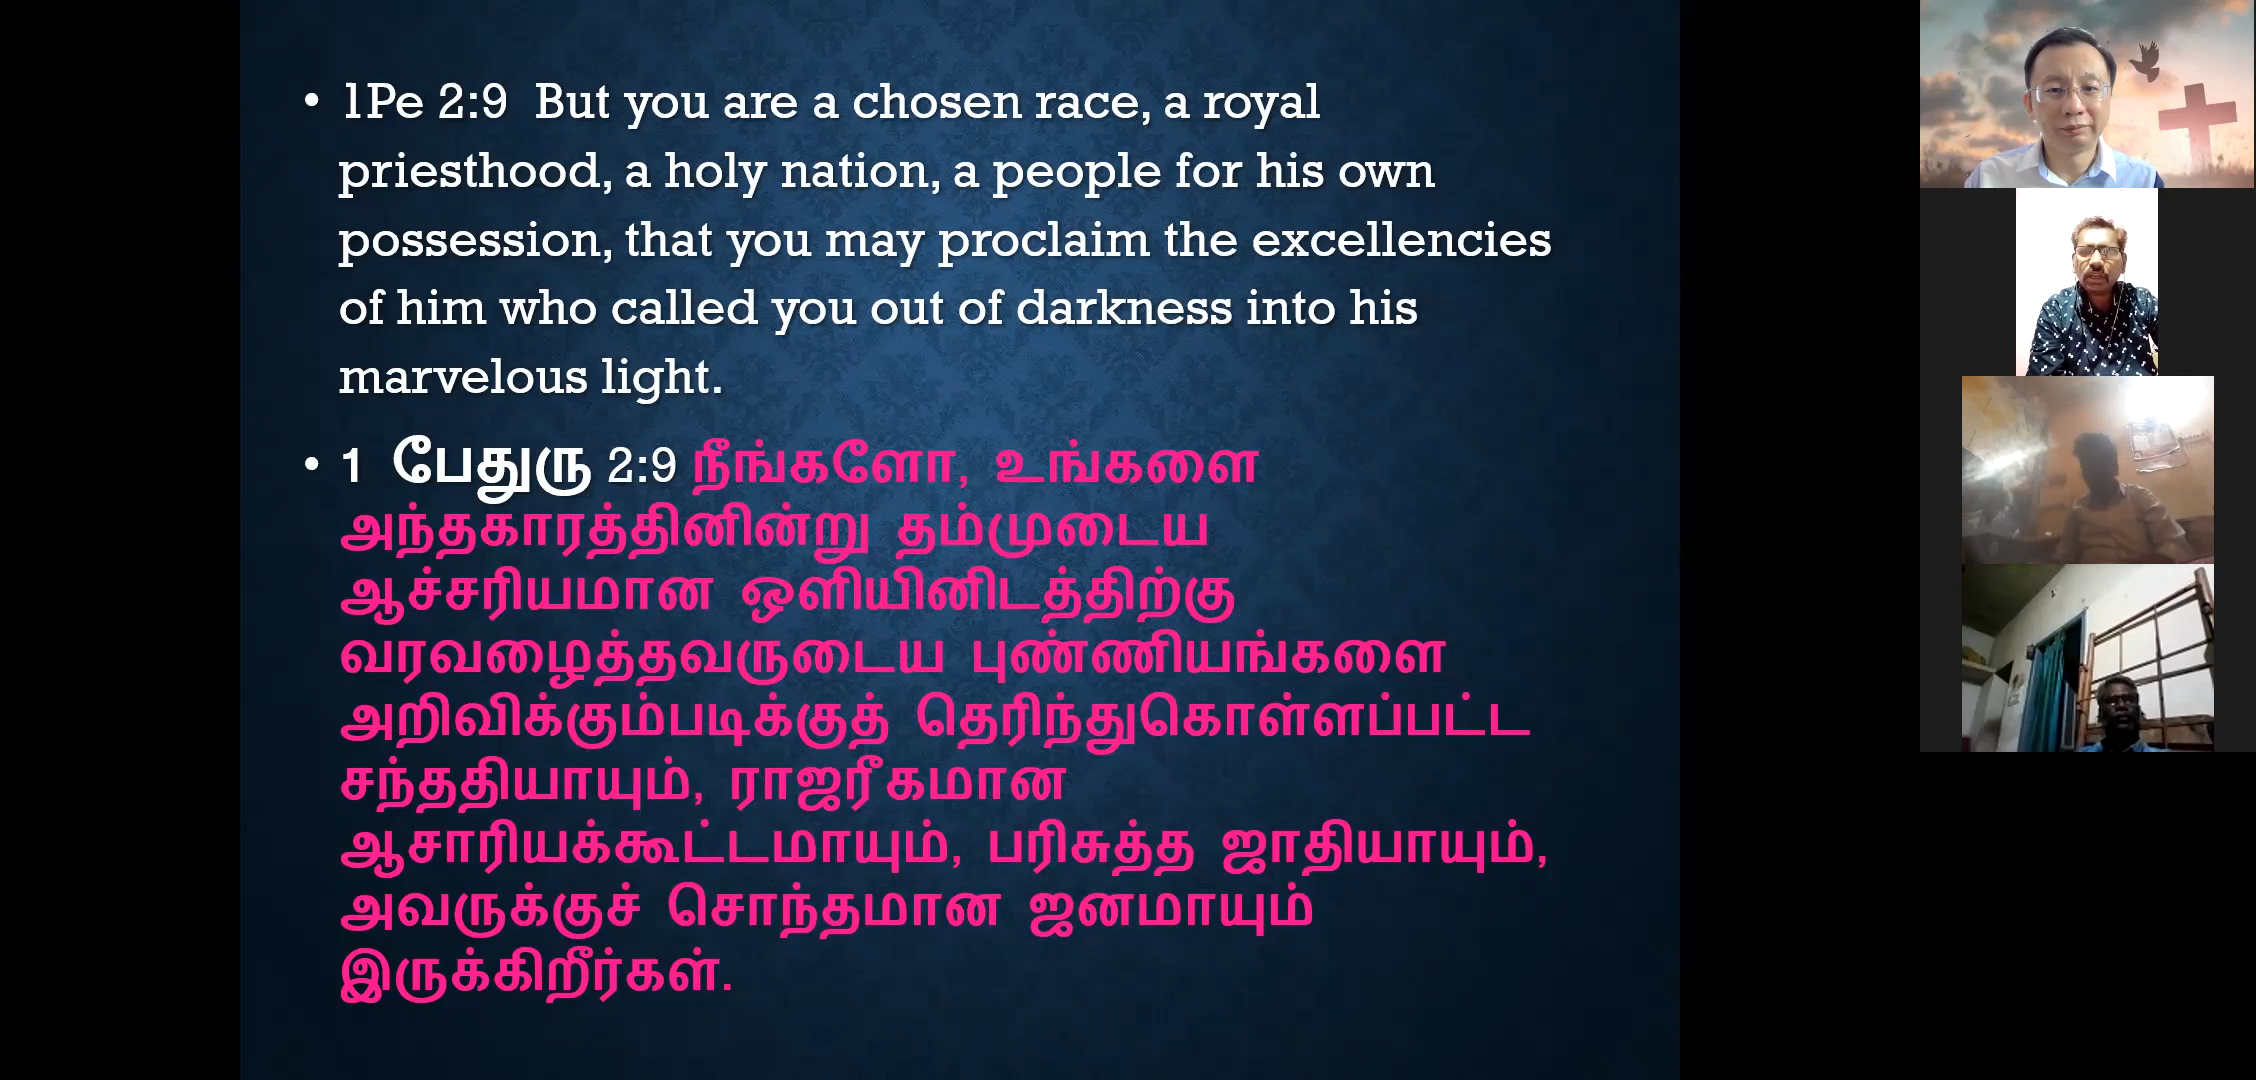 • 1Pe 2:9 But you are a chosen race, a royal
priesthood, a holy nation, a people for his own
possession, that you may proclaim the excellencies
of him who called you out of darkness into his
marvelous light.
• 1 பேதுரு 2:9 நீங்களோ, உங்களை
அந்தகாரத்தினின்று தம்முடைய
ஆச்சரியமான ஒளியினிடத்திற்கு
வரவழைத்தவருடைய புண்ணியங்களை
அறிவிக்கும்படிக்குத் தெரிந்துகொள்ளப்பட்ட
சந்ததியாயும், ராஜரீகமான
ஆசாரியக்கூட்டமாயும், பரிசுத்த ஜாதியாயும்,
அவருக்குச் சொந்தமான ஜனமாயும்
இருக்கிறீர்கள்.